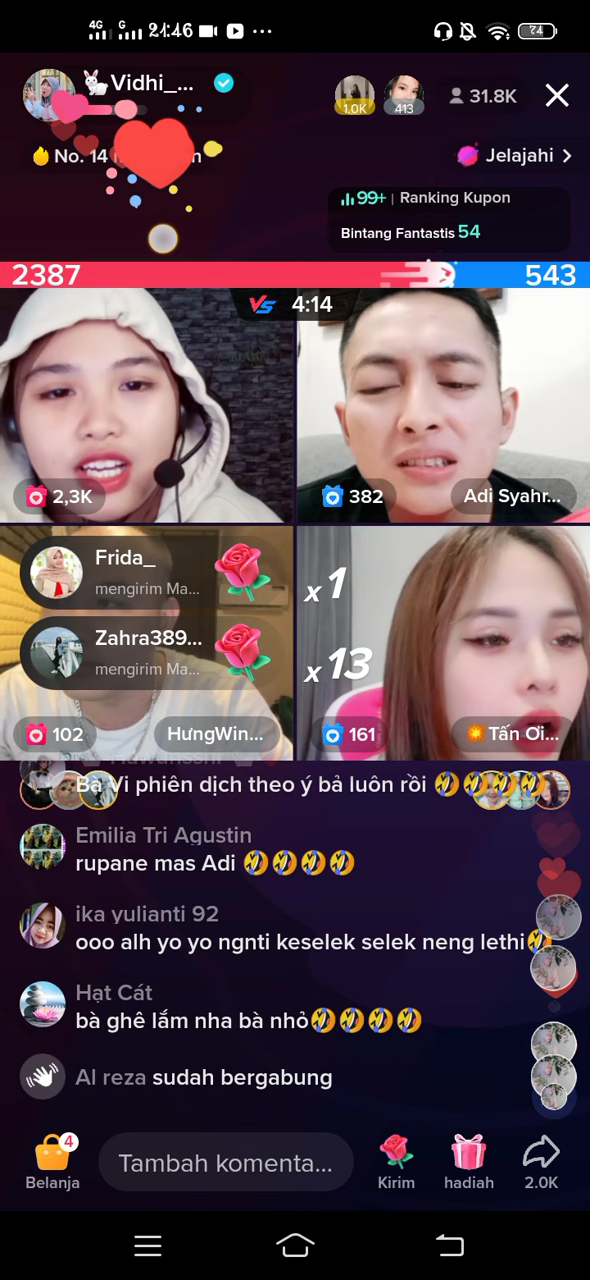 4G G 21:46 74
Vidhi_...
1.0K 413 31.8K
No. 14
Jelajahi
99+ | Ranking Kupon
Bintang Fantastis 54
2387 543
VS 4:14
2,3K 382 Adi Syahr...
Frida_
mengirim Ma...
x1
Zahra389...
mengirim Ma...
x13
102 HungWin... 161 Tấn Oi...
Bà Vi phiên dịch theo ý bả luôn rồi 🤣🤣🤣🤣
Emilia Tri Agustin
rupane mas Adi 🤣🤣🤣🤣
ika yulianti 92
ooo alh yo yo ngnti keselek selek neng lethi🤣
Hạt Cát
bà ghê lắm nha bà nhỏ🤣🤣🤣🤣
Al reza sudah bergabung
4
Tambah komenta...
Belanja Kirim hadiah 2.0K